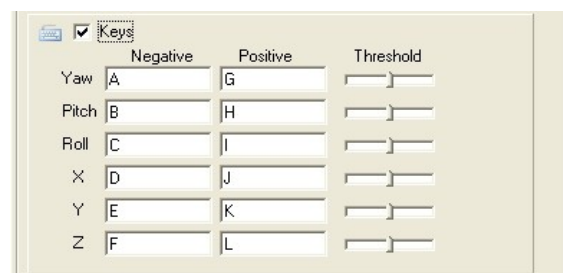 Keys
Negative Positive Threshold
Yaw A G
Pitch B H
Roll C I
X D J
Y E K
Z F L